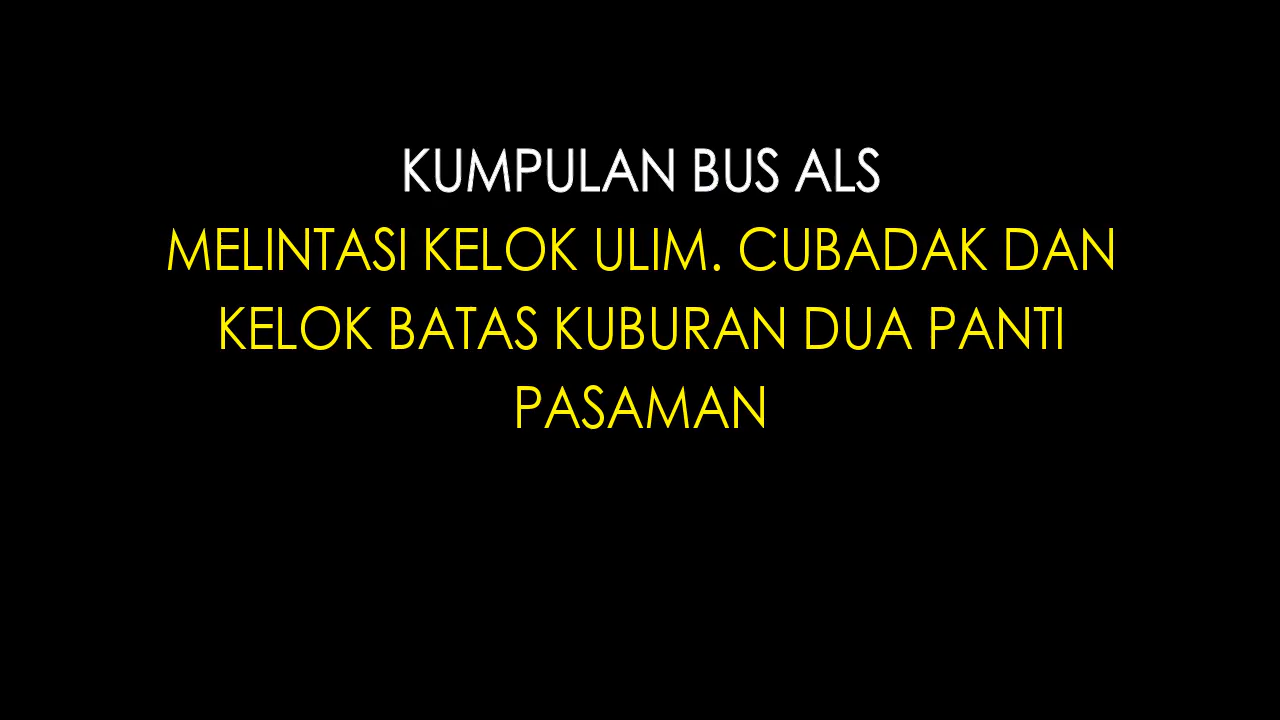 KUMPULAN BUS ALS
MELINTASI KELOK ULIM. CUBADAK DAN
KELOK BATAS KUBURAN DUA PANTI
PASAMAN